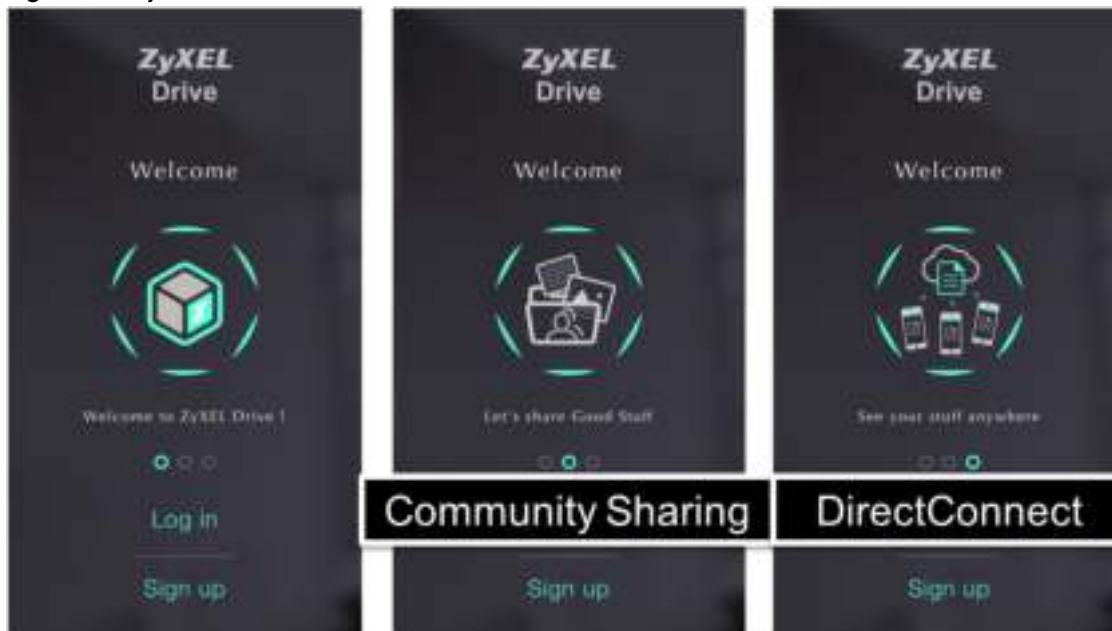 ZyXEL
Drive
Welcome
Welcome to ZyXEL Drive !
Log in
Sign up
ZyXEL
Drive
Welcome
Let's share Good Stuff
Community Sharing
Sign up
ZyXEL
Drive
Welcome
See your stuff anywhere
DirectConnect
Sign up